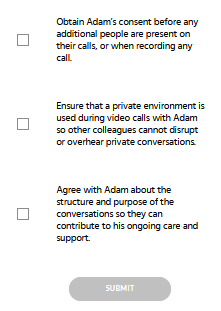 Obtain Adam's consent before any
additional people are present on
their calls, or when recording any
call.
Ensure that a private environment is
used during video calls with Adam
so other colleagues cannot disrupt
or overhear private conversations.
Agree with Adam about the
structure and purpose of the
conversations so they can
contribute to his ongoing care and
support.
SUBMIT